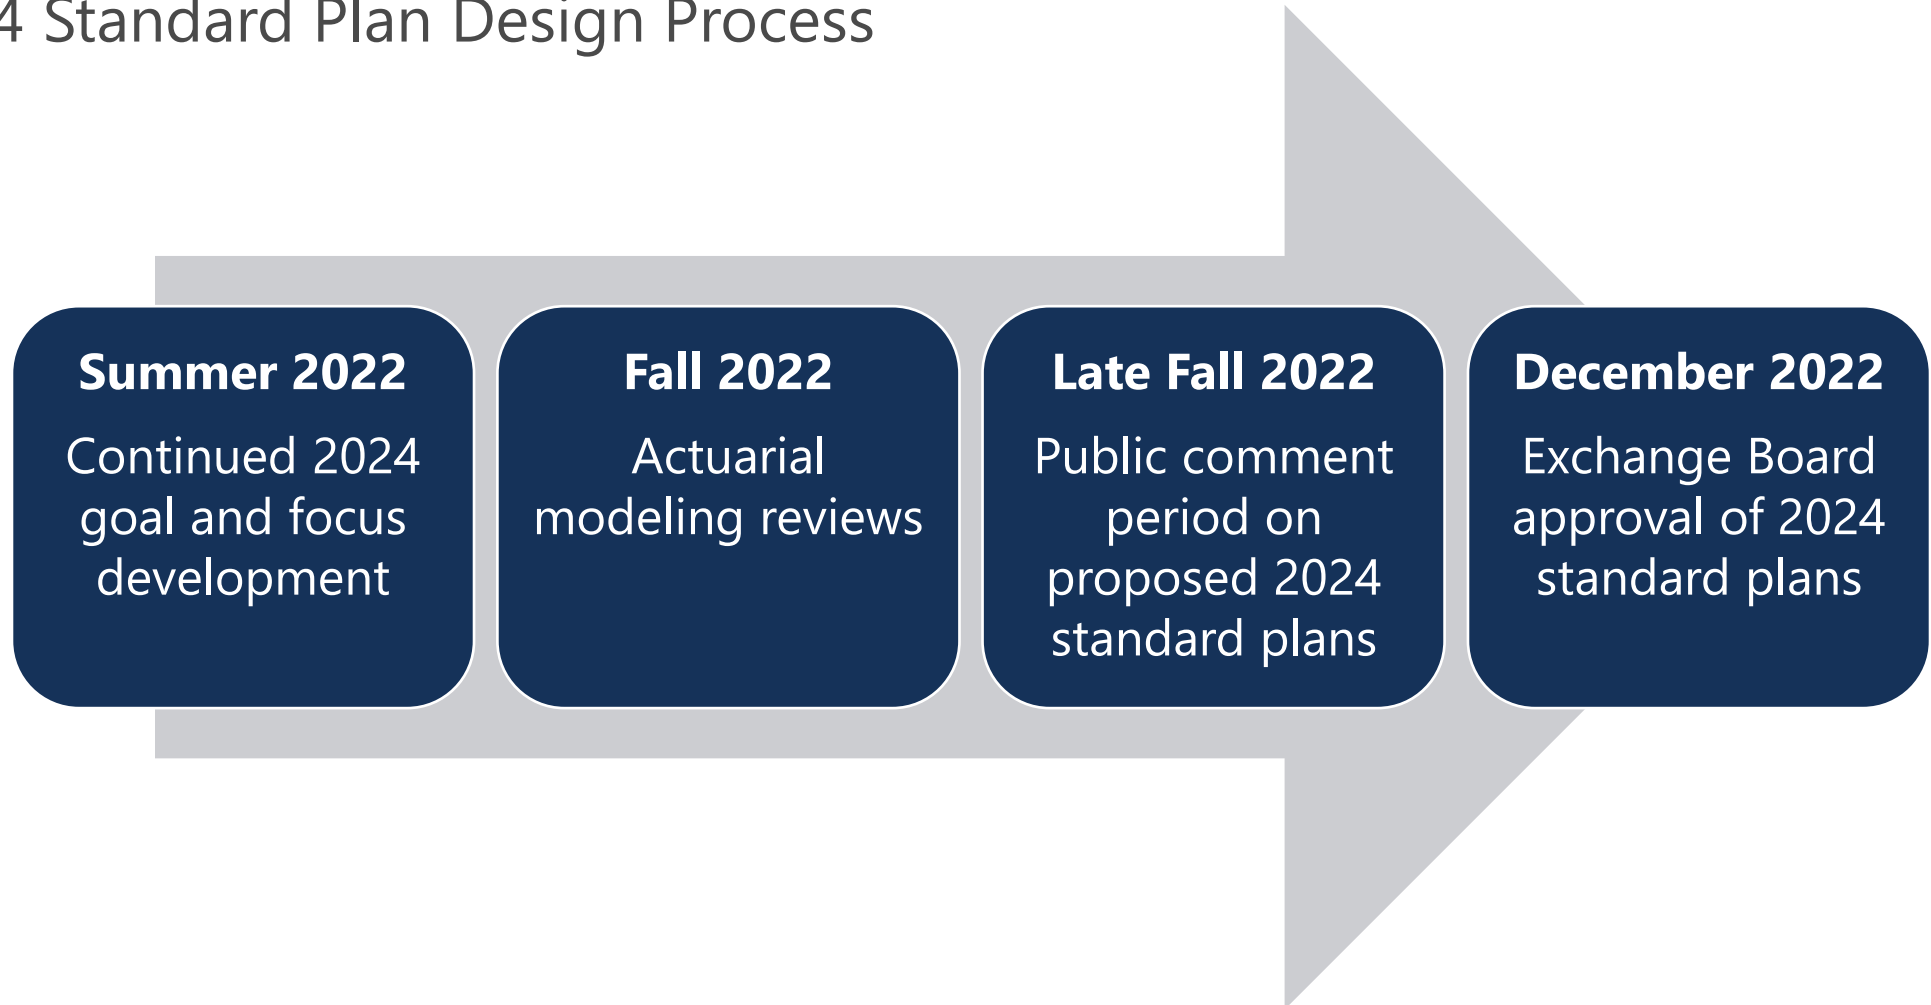 4 Standard Plan Design Process
Summer 2022
Continued 2024
goal and focus
development
Fall 2022
Actuarial
modeling reviews
Late Fall 2022
Public comment
period on
proposed 2024
standard plans
December 2022
Exchange Board
approval of 2024
standard plans